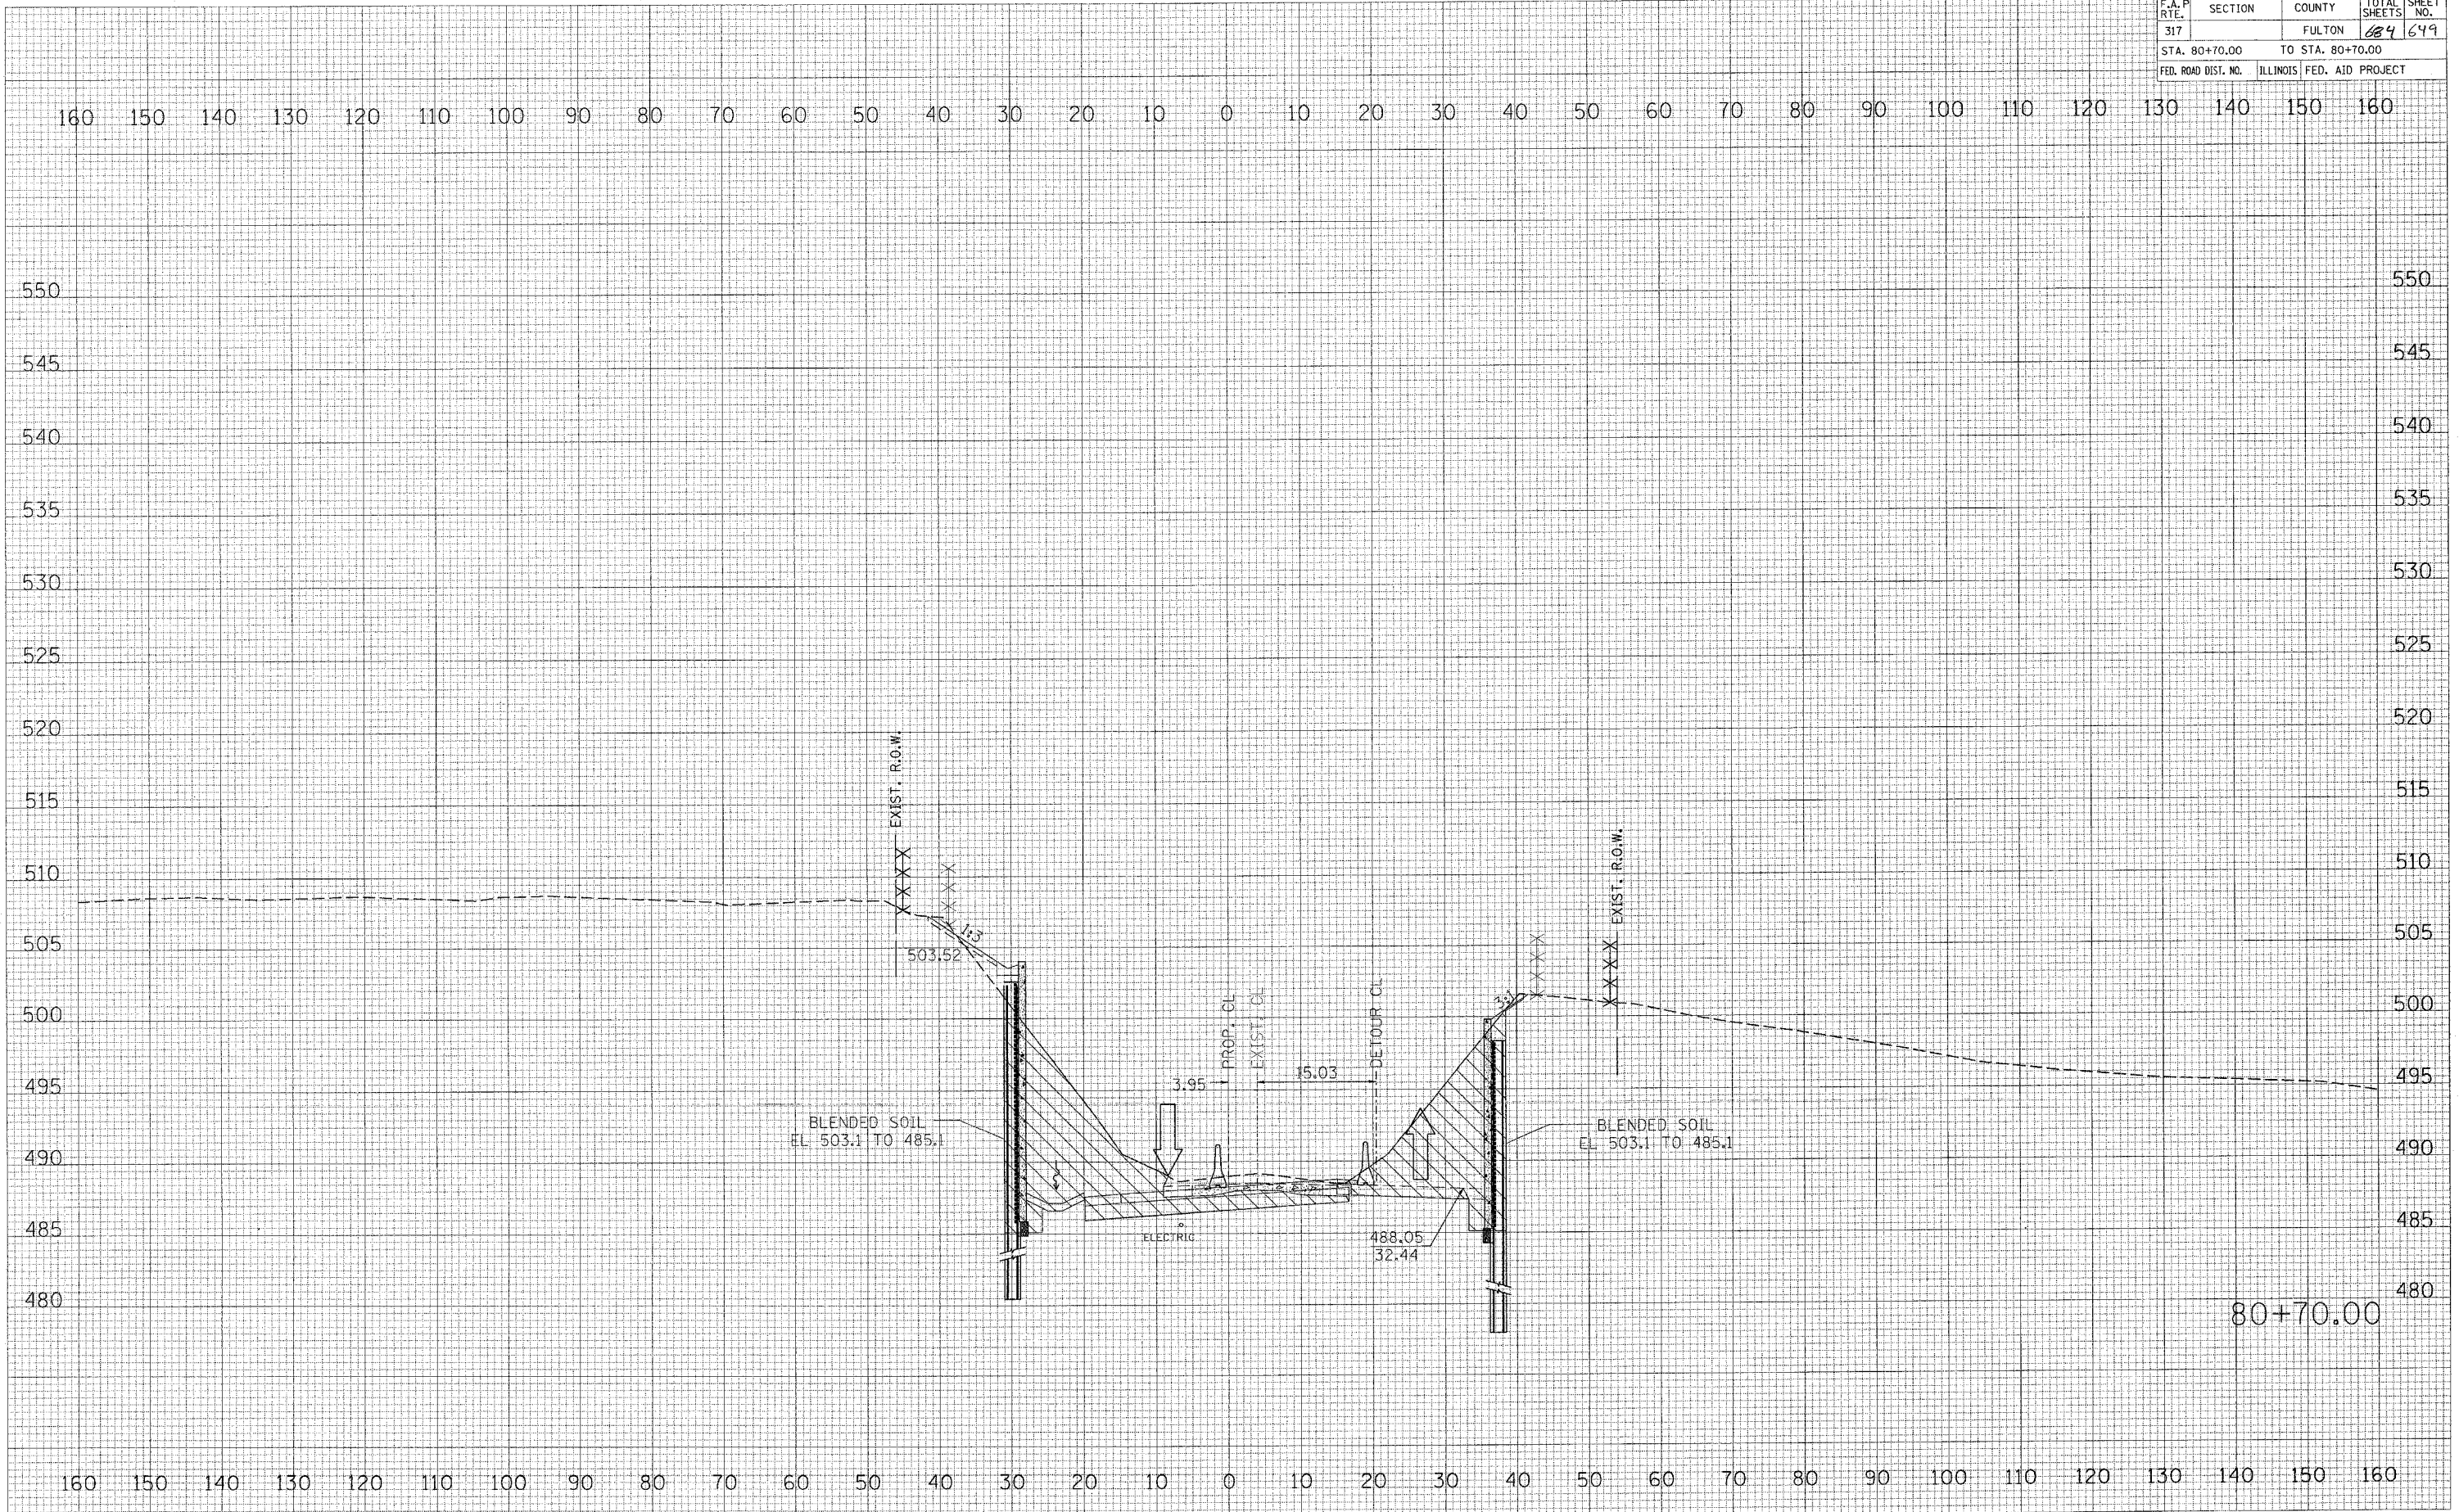 F.A.P RTE. SECTION COUNTY TOTAL SHEETS SHEET NO.
317 FULTON 684 649
STA. 80+70.00 TO STA. 80+70.00
FED. ROAD DIST. NO. ILLINOIS FED. AID PROJECT
160 150 140 130 120 110 100 90 80 70 60 50 40 30 20 10 0 10 20 30 40 50 60 70 80 90 100 110 120 130 140 150 160
550 550
545 545
540 540
535 535
530 530
525 525
520 520
EXIST. R.O.W.
515 515
EXIST. R.O.W.
510 510
505 505
1:3
503.52
3:1
500 500
PROP. CL
EXIST. CL
DETOUR CL
495 495
3.95 15.03
BLENDED SOIL
EL 503.1 TO 485.1
BLENDED SOIL
EL 503.1 TO 485.1
490 490
485 485
ELECTRIC
488.05
32.44
480 480
80+70.00
160 150 140 130 120 110 100 90 80 70 60 50 40 30 20 10 0 10 20 30 40 50 60 70 80 90 100 110 120 130 140 150 160